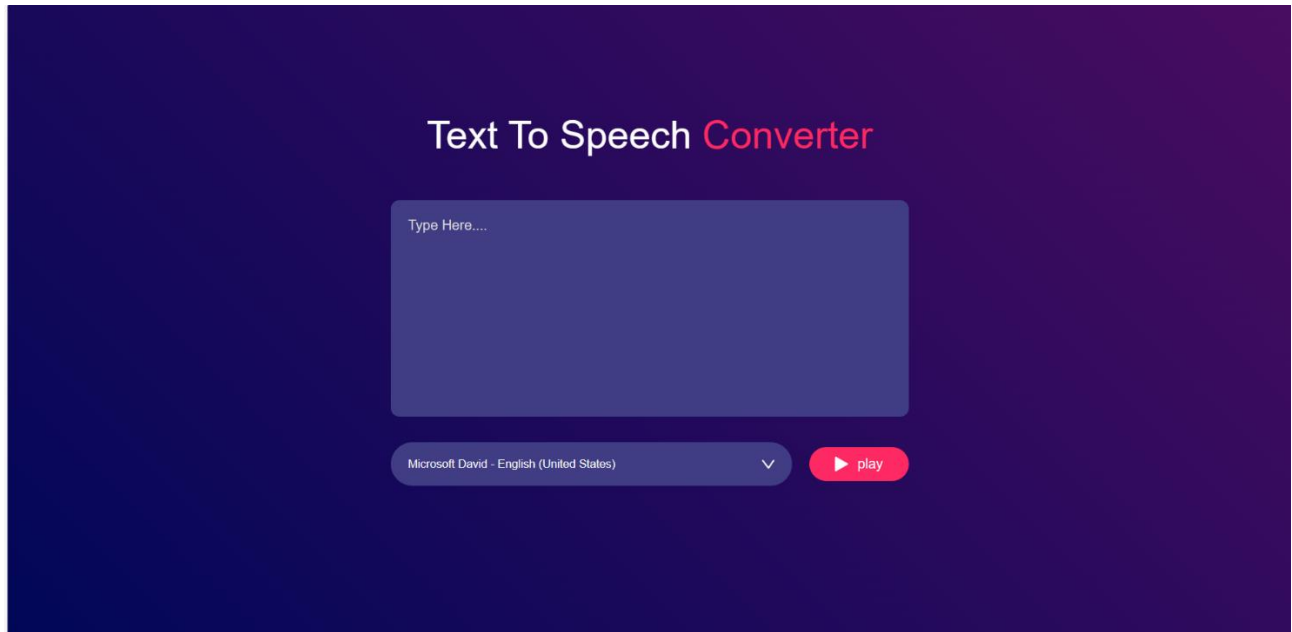 Text To Speech Converter
Type Here....
Microsoft David - English (United States)
play